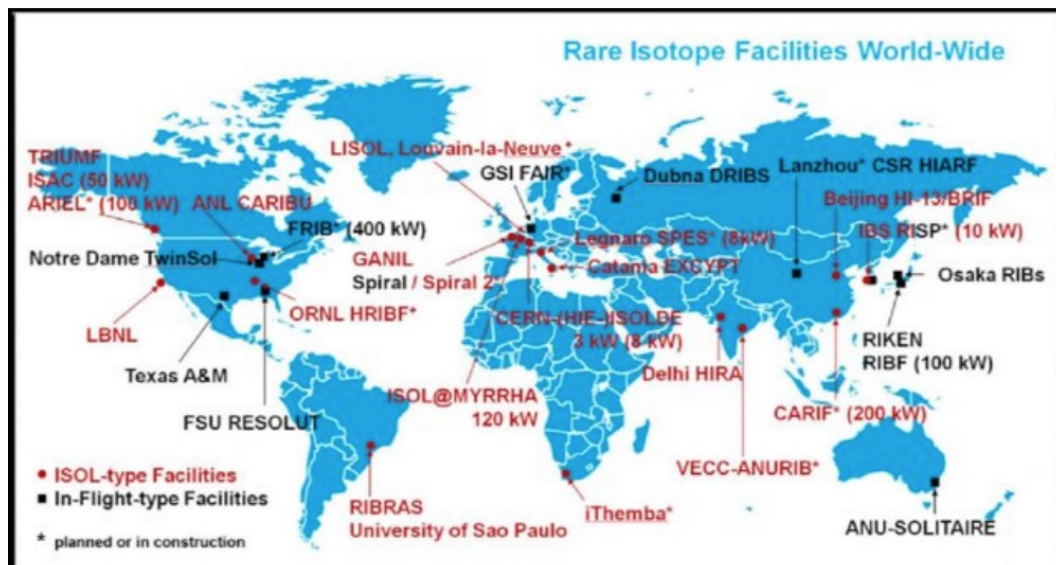 Rare Isotope Facilities World-Wide
TRIUMF
ISAC (50 kW)
ARIEL* (100 kW)
ANL CARIBU
FRIB* (400 kW)
Notre Dame TwinSol
LBNL
ORNL HRIBF*
Texas A&M
FSU RESOLUT
LISOL, Louvain-la-Neuve *
GSI FAIR*
Dubna DRIBS
Lanzhou* CSR HIARF
Beijing HI-13/BRIF
IBS RISP* (10 kW)
Legnaro SPES* (8kW)
GANIL
Spiral / Spiral 2*
Catania EXCYPT
Osaka RIBs
CERN-(HIE-)ISOLDE
3 kW (8 kW)
RIKEN
RIBF (100 kW)
Delhi HIRA
ISOL@MYRRHA
120 kW
CARIF* (200 kW)
VECC-ANURIB*
ISOL-type Facilities
In-Flight-type Facilities
* planned or in construction
RIBRAS
University of Sao Paulo
iThemba*
ANU-SOLITAIRE